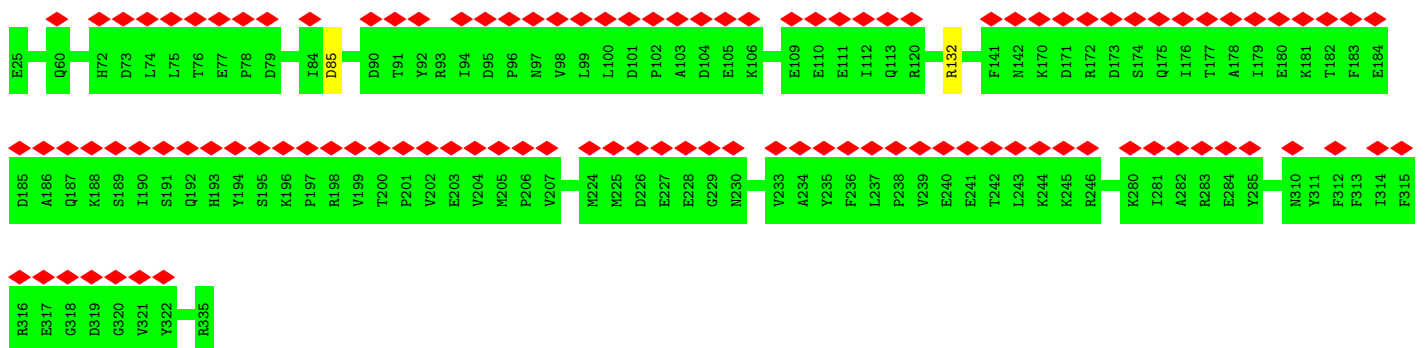 E25 Q60 H72 D73 L74 L75 T76 E77 P78 D79 I84 D85 D90 T91 Y92 R93 I94 D95 P96 N97 V98 L99 L100 D101 P102 A103 D104 E105 K106 E109 E110 E111 I112 Q113 R120 R132 F141 N142 K170 D171 R172 D173 S174 Q175 I176 T177 A178 I179 E180 K181 T182 F183 E184
D185 A186 Q187 K188 S189 I190 S191 Q192 H193 Y194 S195 K196 P197 R198 V199 T200 P201 V202 E203 V204 M205 P206 V207 M224 M225 D226 E227 E228 G229 N230 V233 A234 Y235 F236 L237 P238 V239 E240 E241 T242 L243 K244 K245 R246 K280 I281 A282 R283 E284 Y285 N310 Y311 F312 F313 I314 F315
R316 E317 G318 D319 G320 V321 Y322 R335